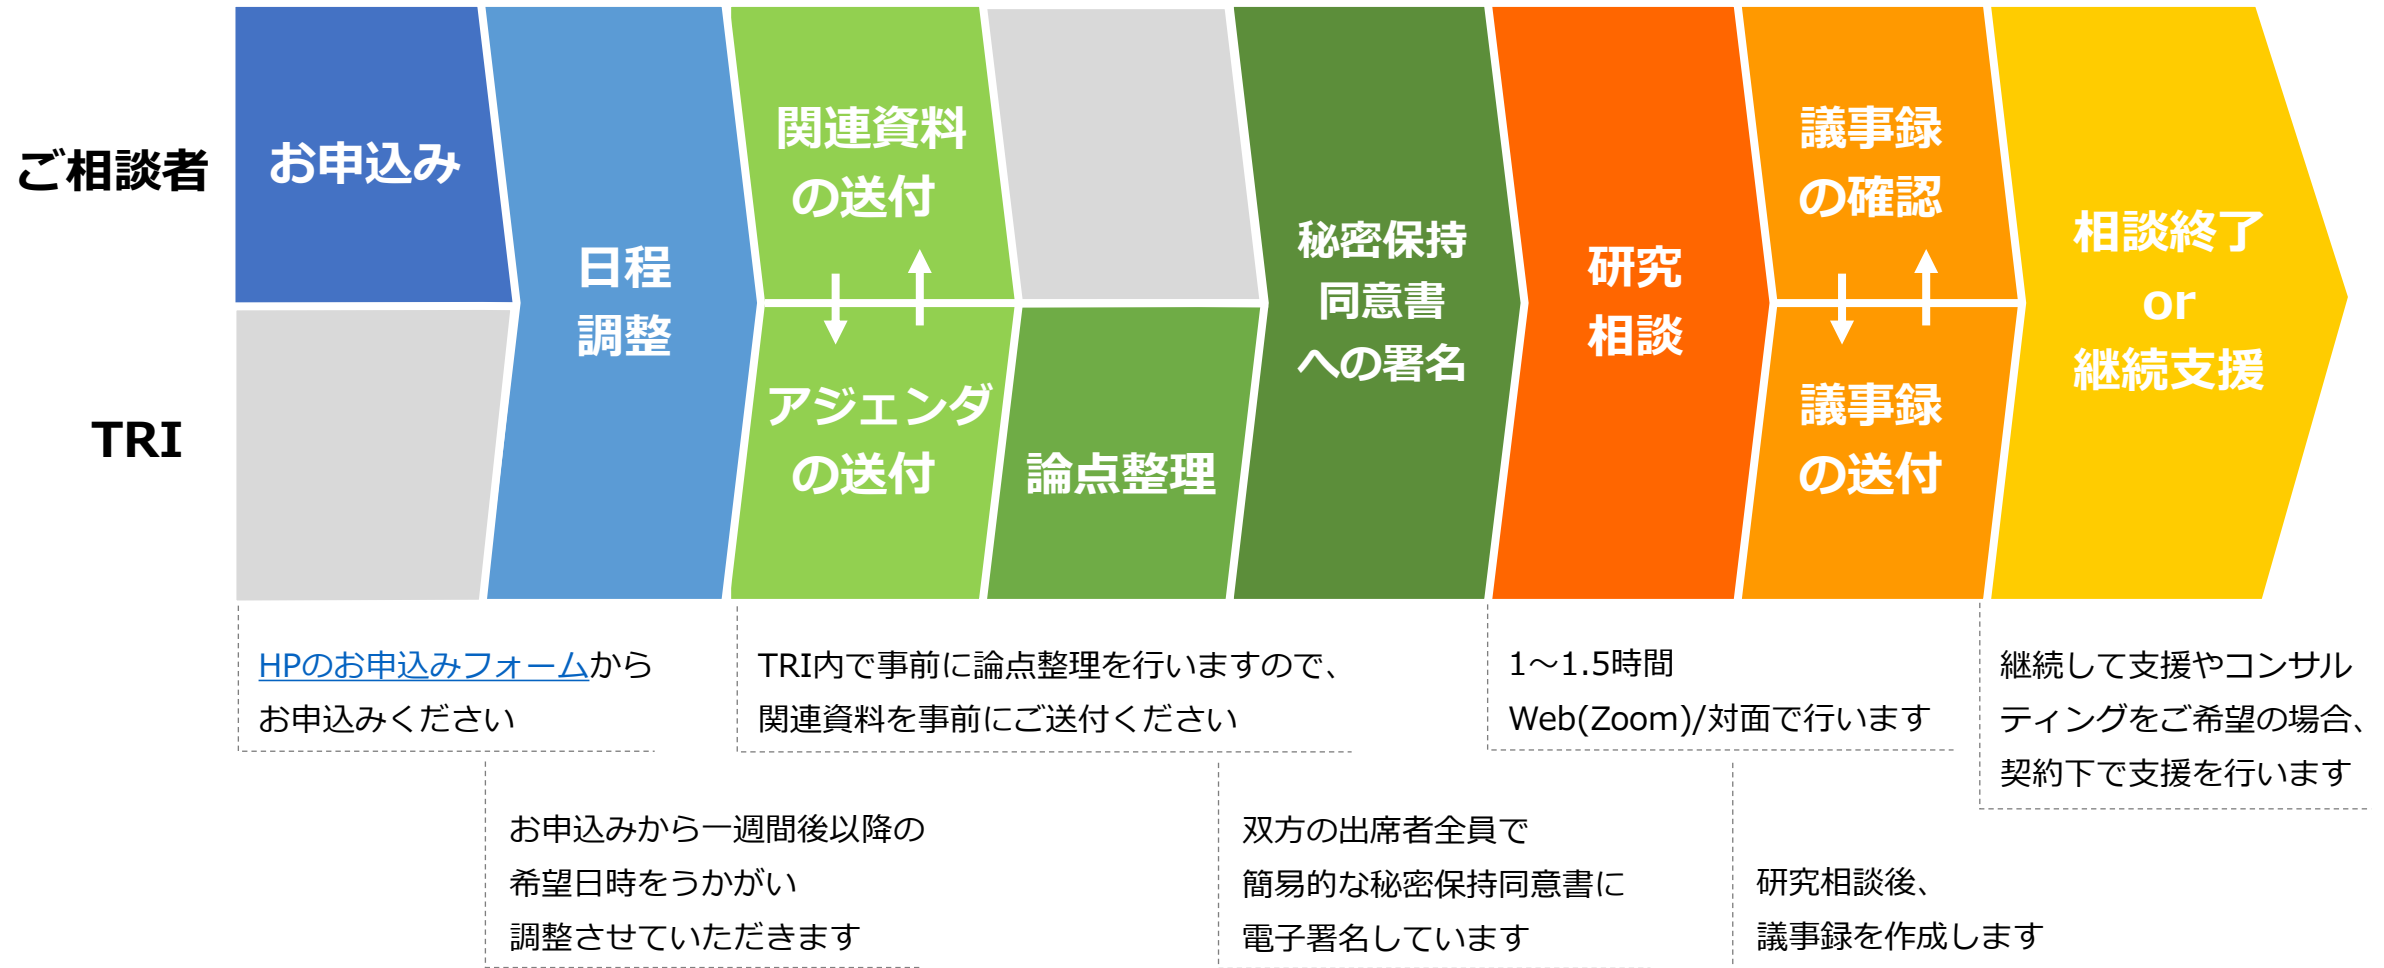 ご相談者
お申込み
日程
調整
関連資料
の送付
秘密保持
同意書
への署名
研究
相談
議事録
の確認
相談終了
or
継続支援
TRI
アジェンダ
の送付
論点整理
議事録
の送付
HPのお申込みフォームから
お申込みください
TRI内で事前に論点整理を行いますので、
関連資料を事前にご送付ください
1～1.5時間
Web(Zoom)/対面で行います
継続して支援やコンサル
ティングをご希望の場合、
契約下で支援を行います
お申込みから一週間後以降の
希望日時をうかがい
調整させていただきます
双方の出席者全員で
簡易的な秘密保持同意書に
電子署名しています
研究相談後、
議事録を作成します